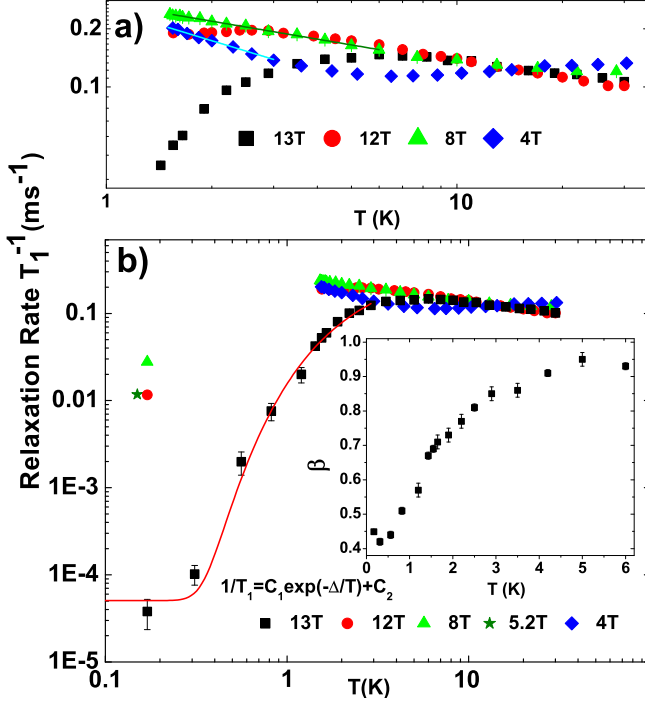 a)
0.2
0.1
13T 12T 8T 4T
1 10
T (K)
Relaxation Rate T₁⁻¹(ms⁻¹)
b)
0.1
0.01
1E-3
1E-4
1E-5
1.0
0.9
0.8
0.7
0.6
0.5
0.4
β
0 1 2 3 4 5 6
T (K)
1/T₁=C₁exp(-Δ/T)+C₂
13T 12T 8T 5.2T 4T
0.1 1 10
T(K)